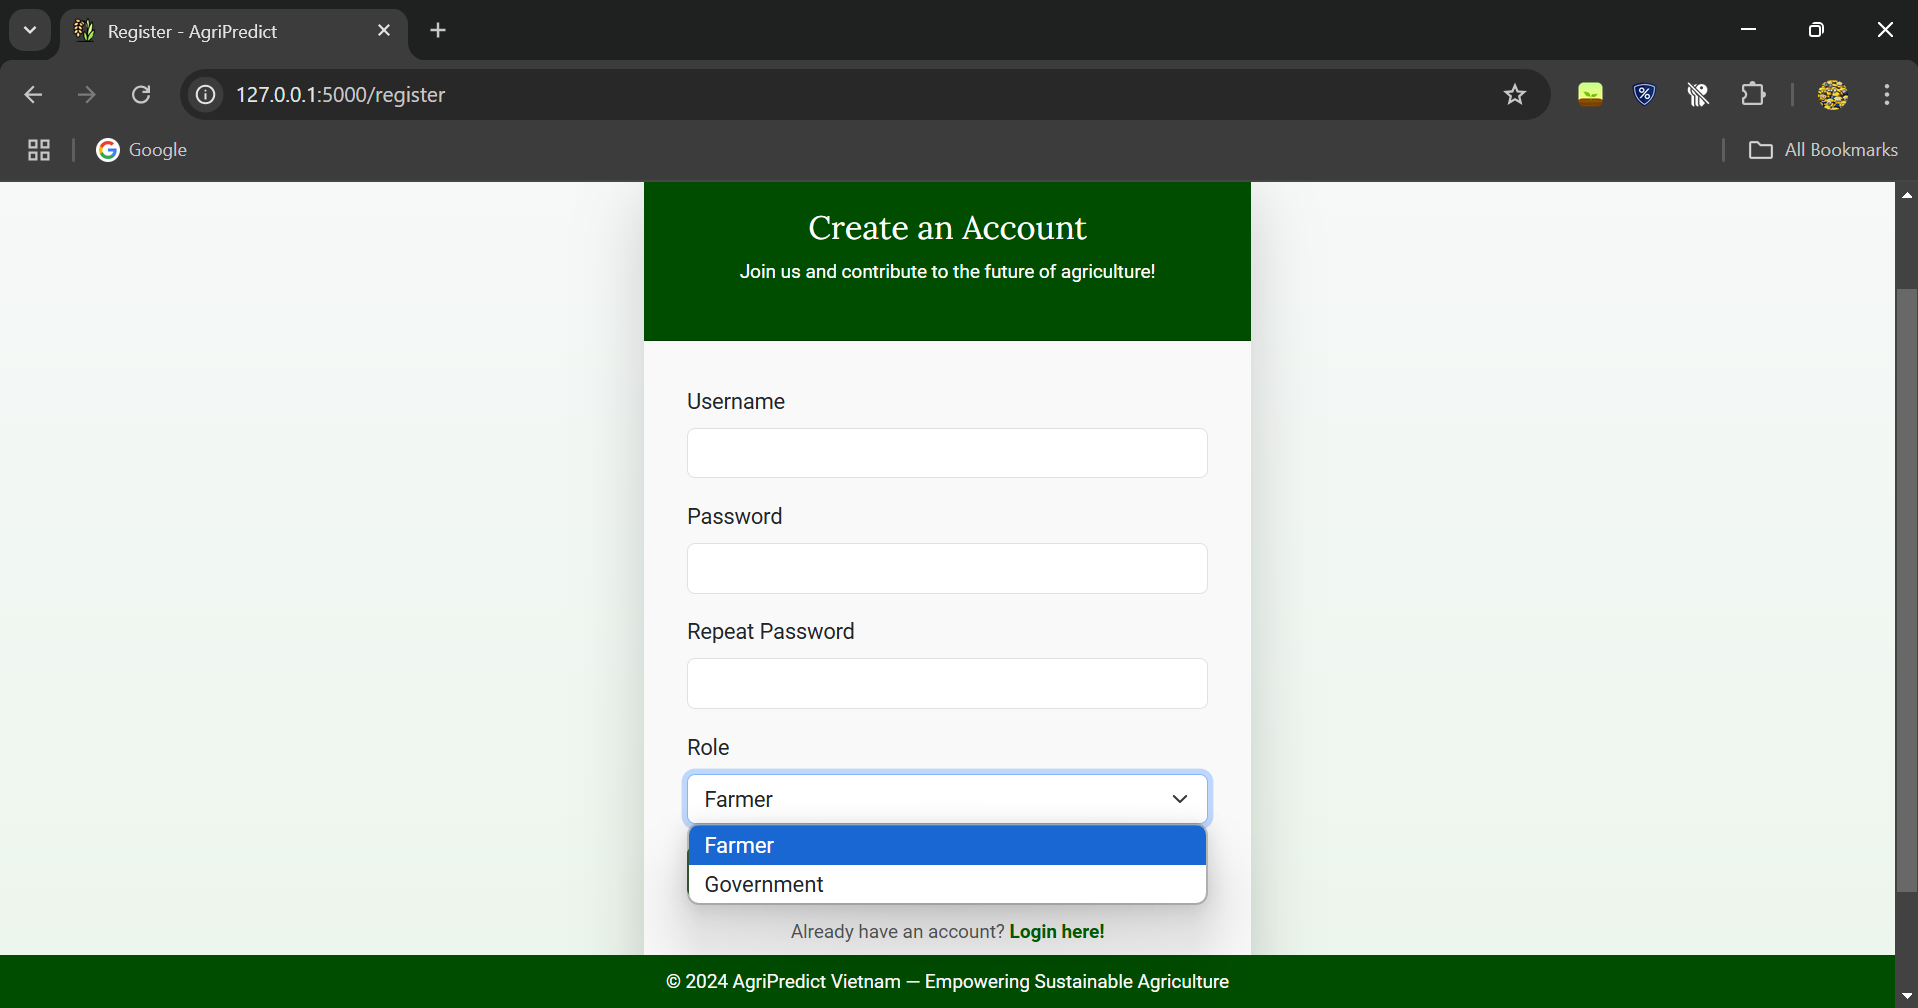 Register - AgriPredict
127.0.0.1:5000/register
Google
All Bookmarks
Create an Account
Join us and contribute to the future of agriculture!
Username
Password
Repeat Password
Role
Farmer
Farmer
Government
Already have an account? Login here!
© 2024 AgriPredict Vietnam — Empowering Sustainable Agriculture